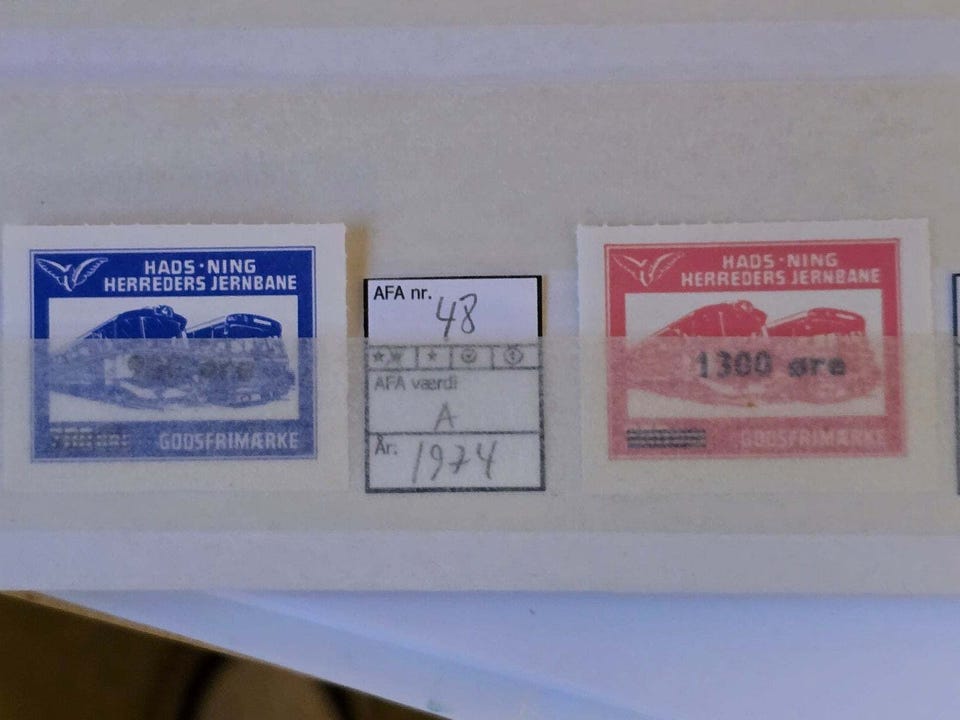 HADS·NING
HERREDERS JERNBANE
øre
GODSFRIMÆRKE
AFA nr. 48
AFA værdi
A
År. 1974
HADS·NING
HERREDERS JERNBANE
1300 øre
GODSFRIMÆRKE